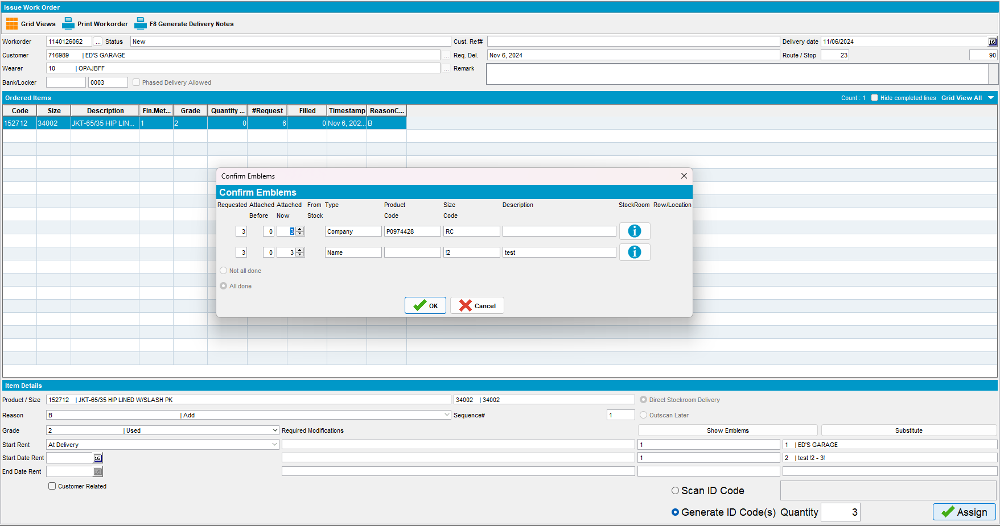 Issue Work Order
Grid Views Print Workorder F8 Generate Delivery Notes
Workorder 1140126062 ... Status New Cust. Ref# Delivery date 11/06/2024 16
Customer 716989 | ED'S GARAGE ... Req. Del. Nov 6, 2024 Route / Stop 23 90
Wearer 10 | OPAJBFF ... Remark
Bank/Locker 0003 Phased Delivery Allowed
Ordered Items Count : 1 Hide completed lines Grid View All
Code Size Description Fin.Met... Grade Quantity ... #Request Filled Timestamp ReasonC...
152712 34002 JKT-65/35 HIP LIN... 1 2 0 6 0 Nov 6, 202... B
Confirm Emblems
Confirm Emblems
Requested Attached Attached From Type Product Size Description StockRoom Row/Location
Before Now Stock Code Code
3 0 3 Company P0974428 RC
3 0 3 Name !2 test
Not all done
All done
OK Cancel
Item Details
Product / Size 152712 | JKT-65/35 HIP LINED W/SLASH PK 34002 | 34002 Direct Stockroom Delivery
Reason B | Add Sequence# 1 Outscan Later
Grade 2 | Used Required Modifications Show Emblems Substitute
Start Rent At Delivery 1 1 | ED'S GARAGE
Start Date Rent 16 1 2 | test !2 - 3!
End Date Rent 16
Customer Related
Scan ID Code
Generate ID Code(s) Quantity 3 Assign